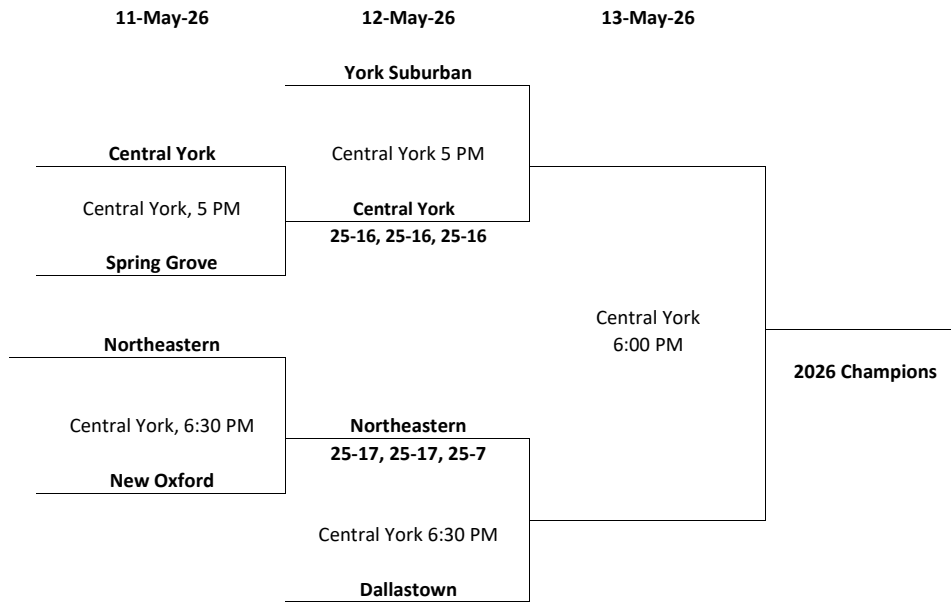 11-May-26
12-May-26
13-May-26
York Suburban
Central York
Central York 5 PM
Central York, 5 PM
Central York
25-16, 25-16, 25-16
Spring Grove
Central York
6:00 PM
Northeastern
2026 Champions
Central York, 6:30 PM
Northeastern
25-17, 25-17, 25-7
New Oxford
Central York 6:30 PM
Dallastown